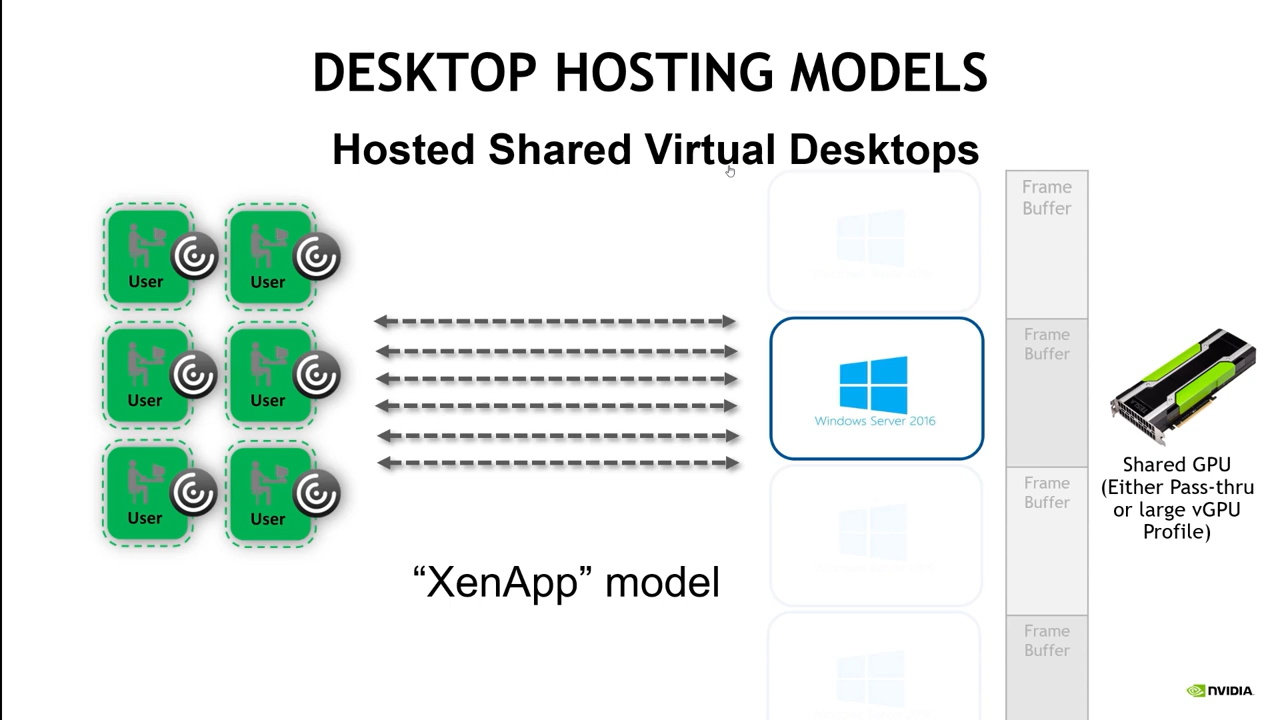 DESKTOP HOSTING MODELS
Hosted Shared Virtual Desktops
User
User
User
User
User
User
“XenApp” model
Windows Server 2016
Frame
Buffer
Frame
Buffer
Frame
Buffer
Frame
Buffer
Shared GPU
(Either Pass-thru
or large vGPU
Profile)
NVIDIA.